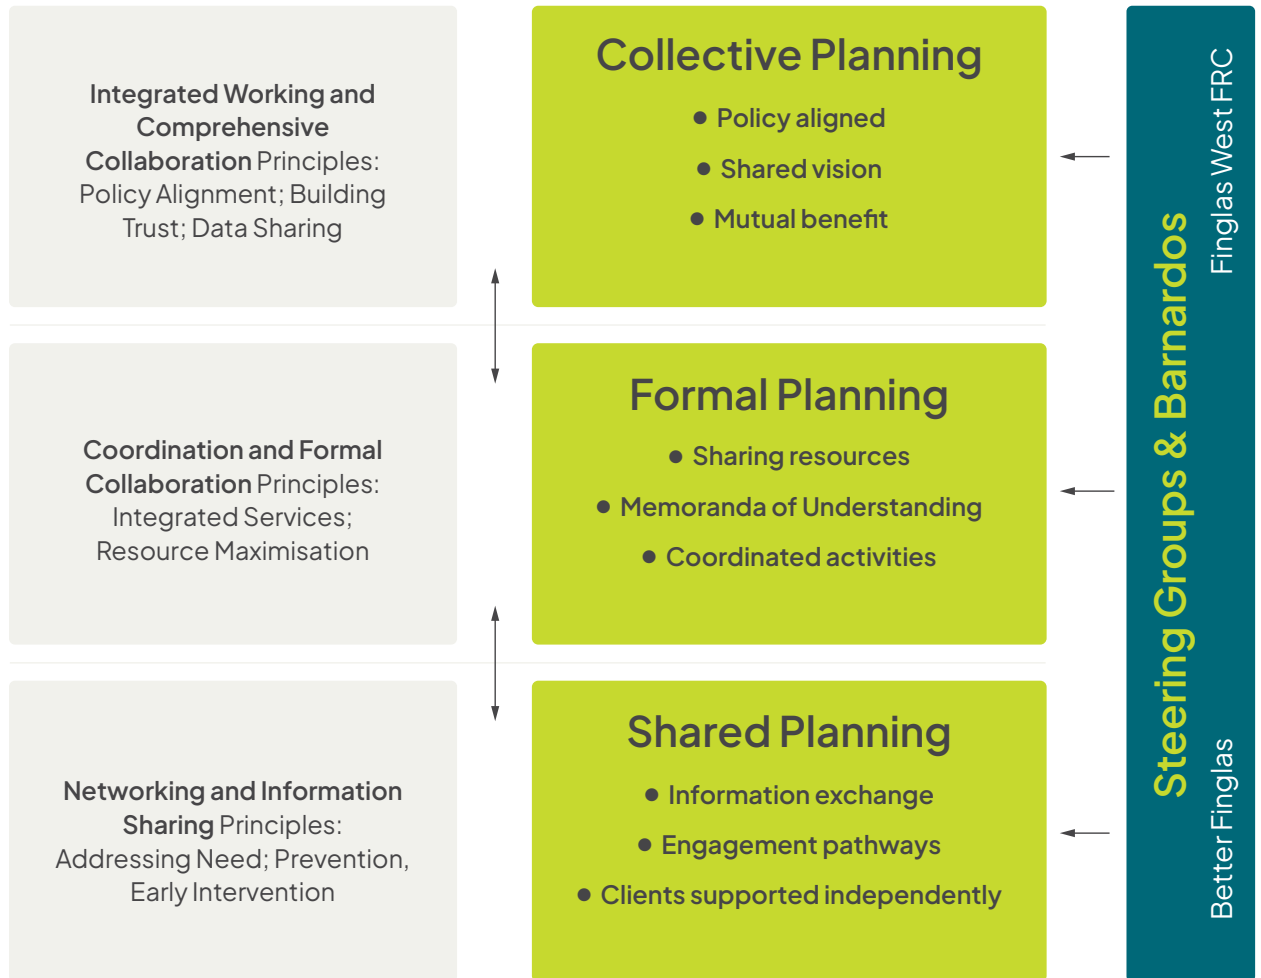 Integrated Working and
Comprehensive
Collaboration Principles:
Policy Alignment; Building
Trust; Data Sharing
Collective Planning
● Policy aligned
● Shared vision
● Mutual benefit
Coordination and Formal
Collaboration Principles:
Integrated Services;
Resource Maximisation
Formal Planning
● Sharing resources
● Memoranda of Understanding
● Coordinated activities
Networking and Information
Sharing Principles:
Addressing Need; Prevention,
Early Intervention
Shared Planning
● Information exchange
● Engagement pathways
● Clients supported independently
Steering Groups & Barnardos
Better Finglas
Finglas West FRC